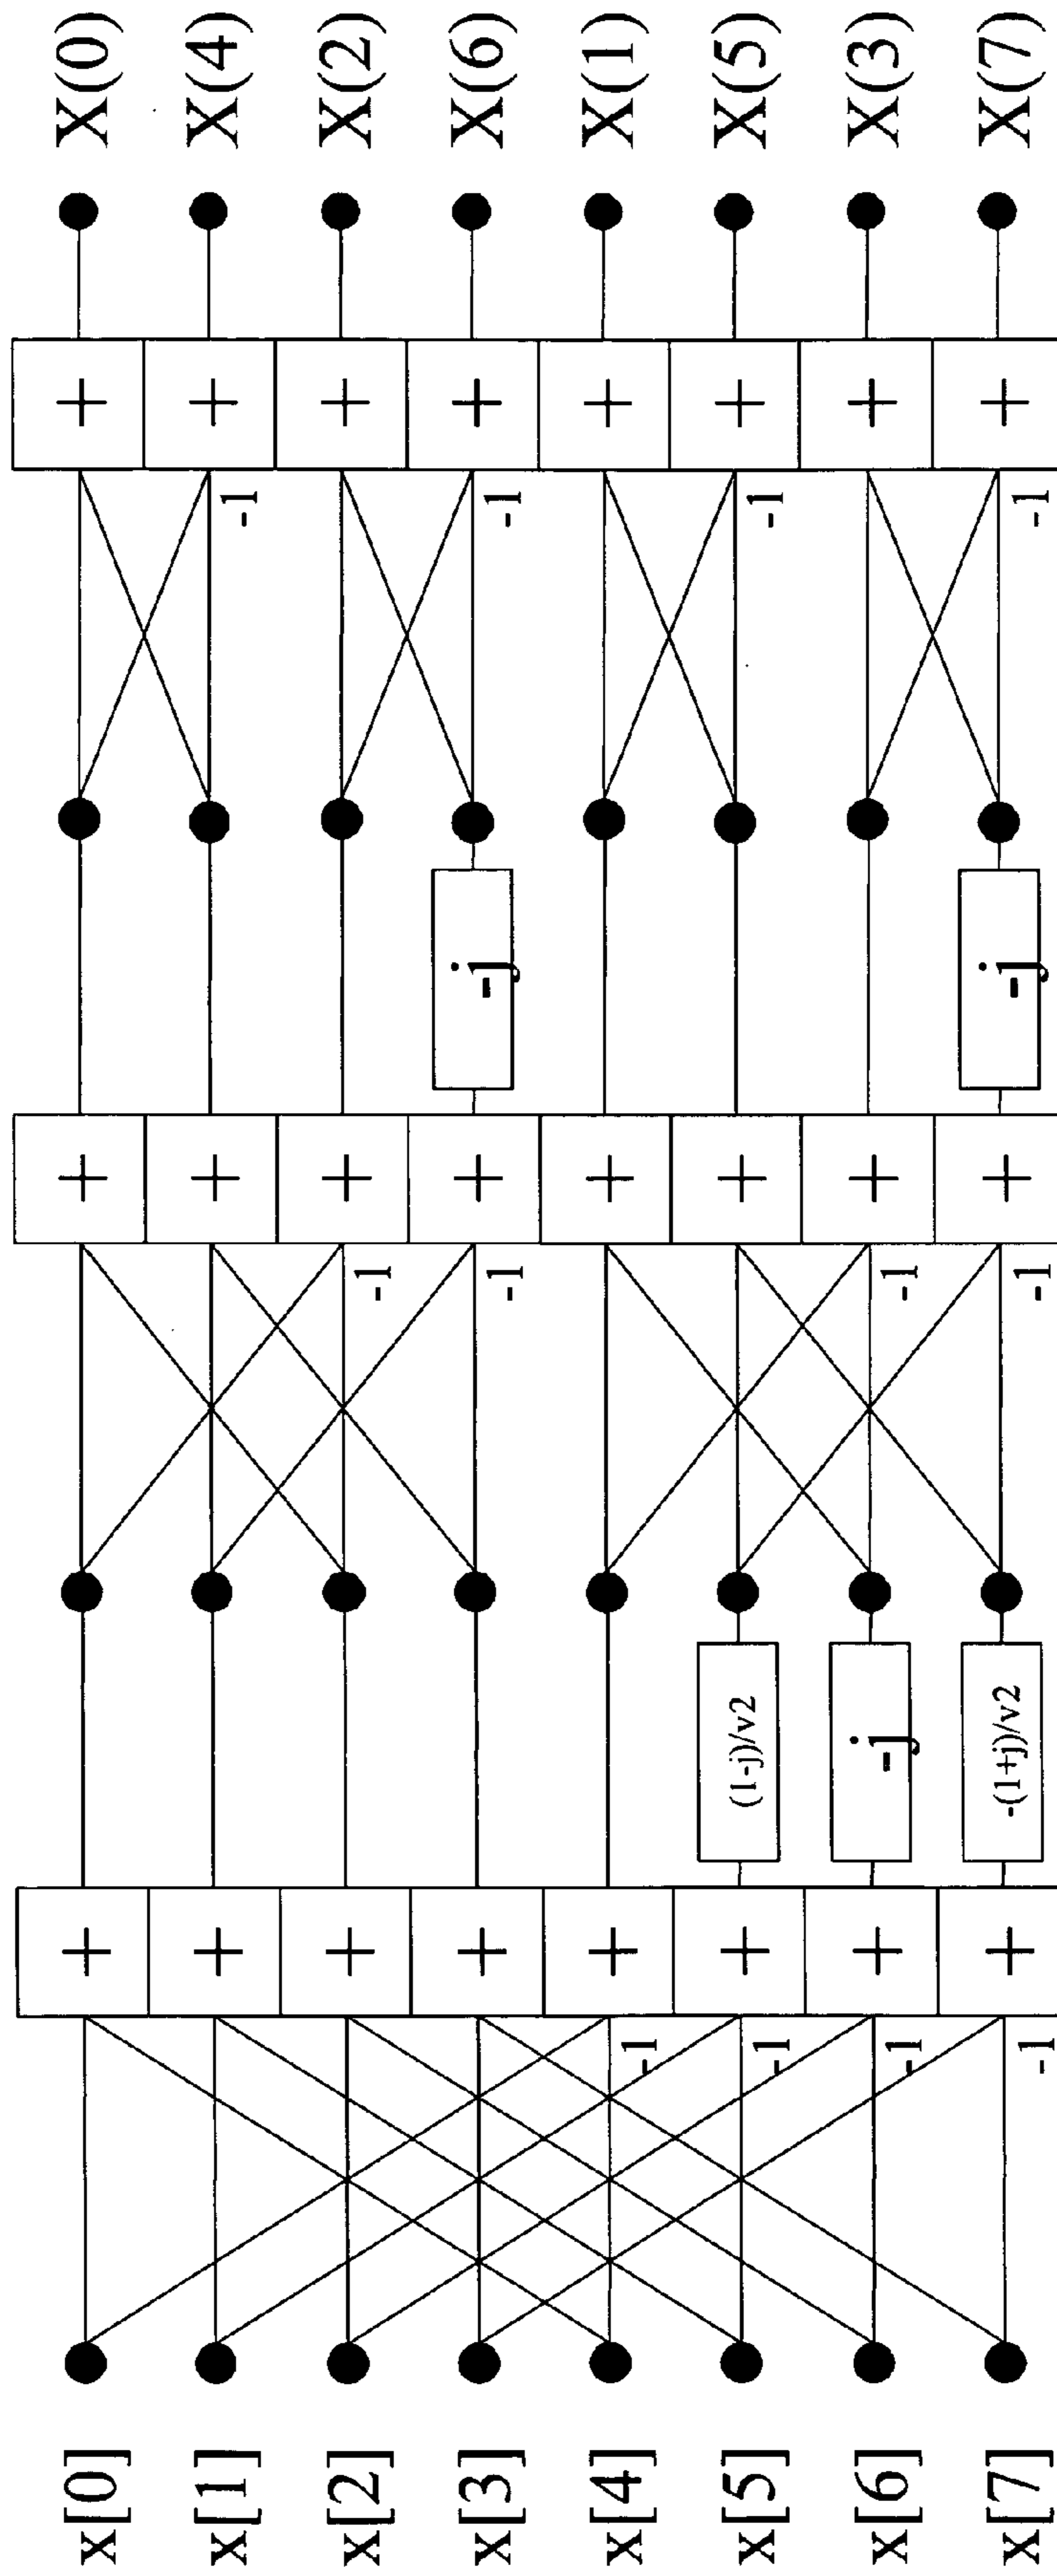 x[0]
x[1]
x[2]
x[3]
x[4]
x[5]
x[6]
x[7]
+
+
+
+
+
+
+
+
-1
-1
-1
-1
(1-j)/v2
-j
-(1+j)/v2
+
+
+
+
+
+
+
+
-1
-1
-1
-1
-j
-j
+
+
+
+
+
+
+
+
-1
-1
-1
-1
X(0)
X(4)
X(2)
X(6)
X(1)
X(5)
X(3)
X(7)